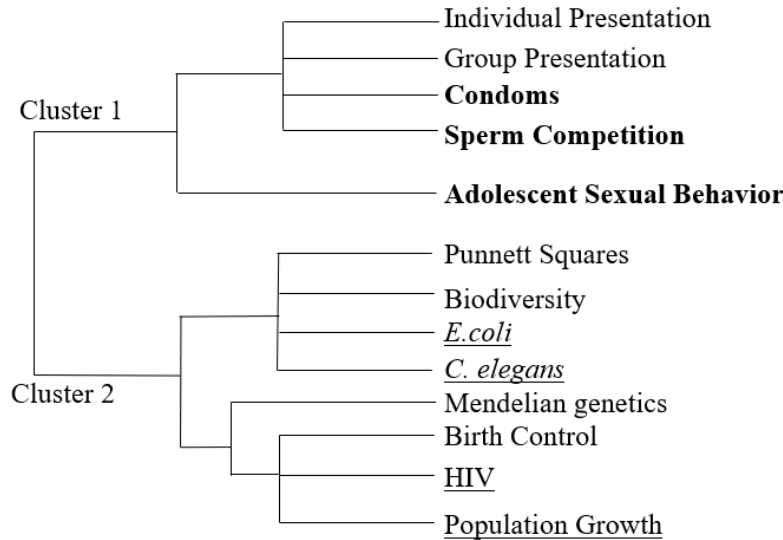 Individual Presentation
Group Presentation
Condoms
Cluster 1
Sperm Competition
Adolescent Sexual Behavior
Punnett Squares
Biodiversity
E.coli
C. elegans
Cluster 2
Mendelian genetics
Birth Control
HIV
Population Growth